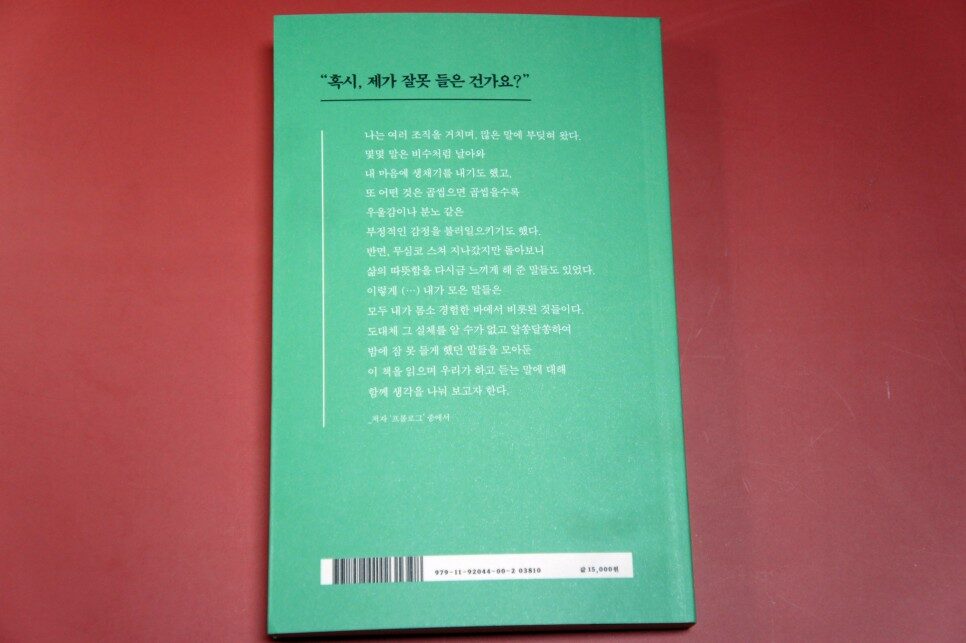 “혹시, 제가 잘못 들은 건가요?”
나는 여러 조직을 거치며, 많은 말에 부딪혀 왔다.
몇몇 말은 비수처럼 날아와
내 마음에 생채기를 내기도 했고,
또 어떤 것은 곱씹으면 곱씹을수록
우울감이나 분노 같은
부정적인 감정을 불러일으키기도 했다.
반면, 무심코 스쳐 지나갔지만 돌아보니
삶의 따뜻함을 다시금 느끼게 해 준 말들도 있었다.
이렇게 (…) 내가 모은 말들은
모두 내가 몸소 경험한 바에서 비롯된 것들이다.
도대체 그 실체를 알 수가 없고 알쏭달쏭하여
밤에 잠 못 들게 했던 말들을 모아둔
이 책을 읽으며 우리가 하고 듣는 말에 대해
함께 생각을 나눠 보고자 한다.
_저자 ‘프롤로그’ 중에서
979-11-92044-00-2 03810
값 15,000원